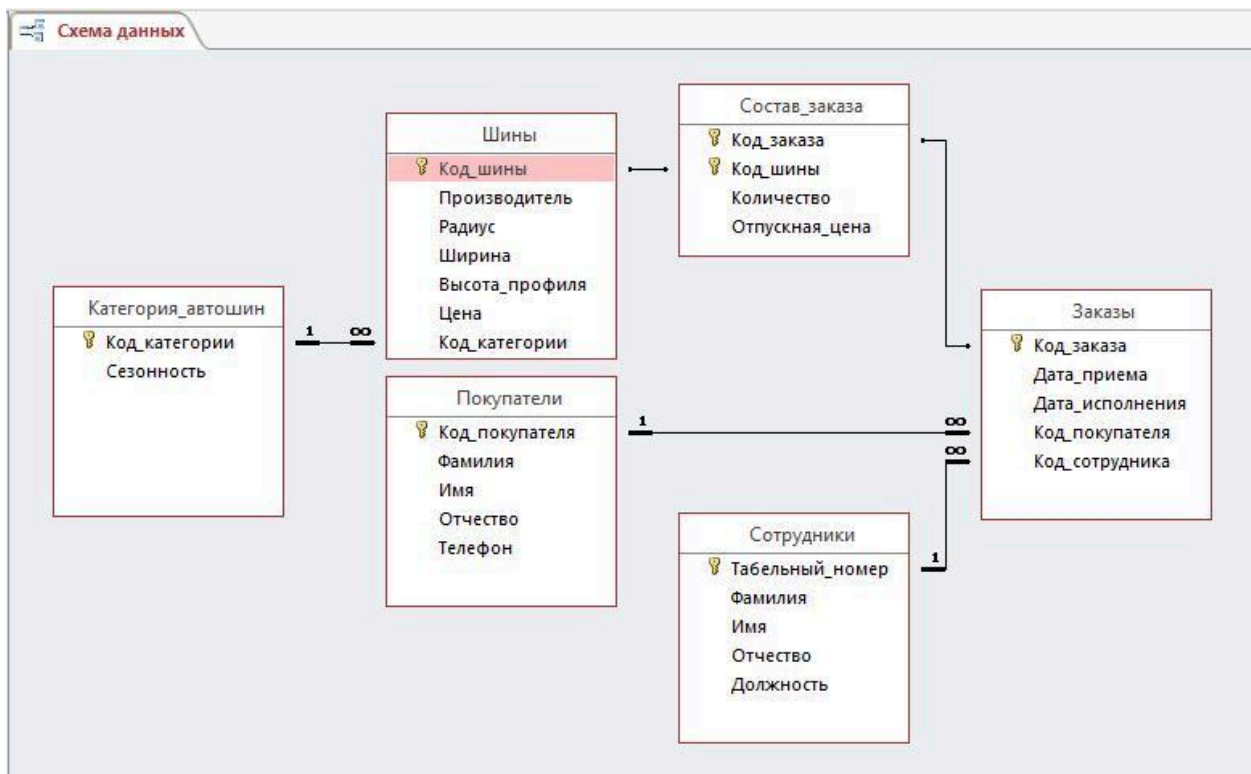 Схема данных
Шины
Код_шины
Производитель
Радиус
Ширина
Высота_профиля
Цена
Код_категории
Состав_заказа
Код_заказа
Код_шины
Количество
Отпускная_цена
Категория_автошин
Код_категории
Сезонность
1
∞
Покупатели
Код_покупателя
Фамилия
Имя
Отчество
Телефон
1
∞
∞
1
Заказы
Код_заказа
Дата_приема
Дата_исполнения
Код_покупателя
Код_сотрудника
Сотрудники
Табельный_номер
Фамилия
Имя
Отчество
Должность